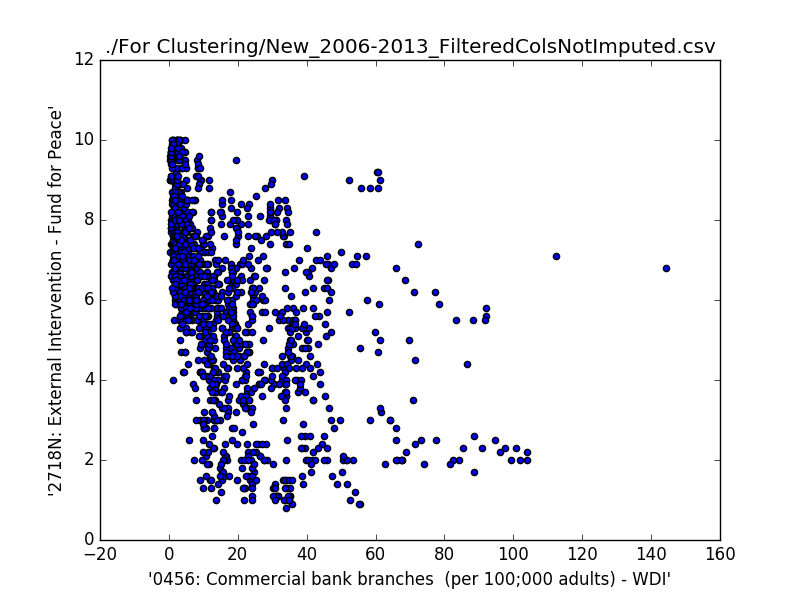 ./For Clustering/New_2006-2013_FilteredColsNotImputed.csv
12
10
8
6
4
2
0
'2718N: External Intervention - Fund for Peace'
−20 0 20 40 60 80 100 120 140 160
'0456: Commercial bank branches  (per 100;000 adults) - WDI'